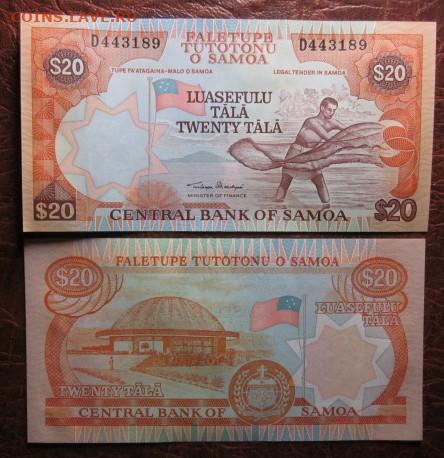 COINS.LAVE.RU
D443189
FALETUPE TUTOTONU
O SAMOA
D443189
$20
TUPE FA'ATAGAINA-MALO O SAMOA
LEGAL TENDER IN SAMOA
$20
LUASEFULU
TĀLĀ
TWENTY TĀLĀ
MINISTER OF FINANCE
$20
CENTRAL BANK OF SAMOA
$20
FALETUPE TUTOTONU O SAMOA
$20
$20
LUASEFULU
TĀLĀ
TWENTY TĀLĀ
CENTRAL BANK OF SAMOA